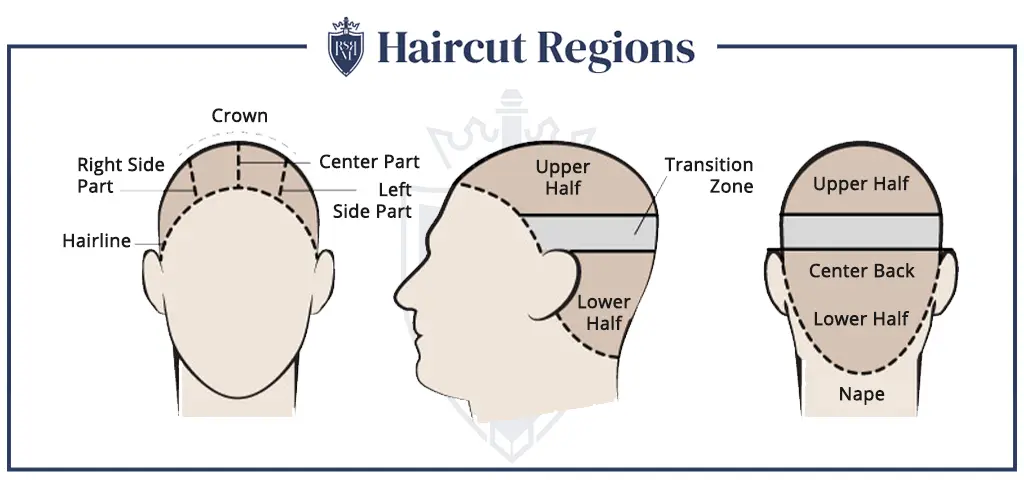 Haircut Regions
Crown
Right Side
Part
Center Part
Left
Side Part
Hairline
Upper
Half
Transition
Zone
Lower
Half
Upper Half
Center Back
Lower Half
Nape